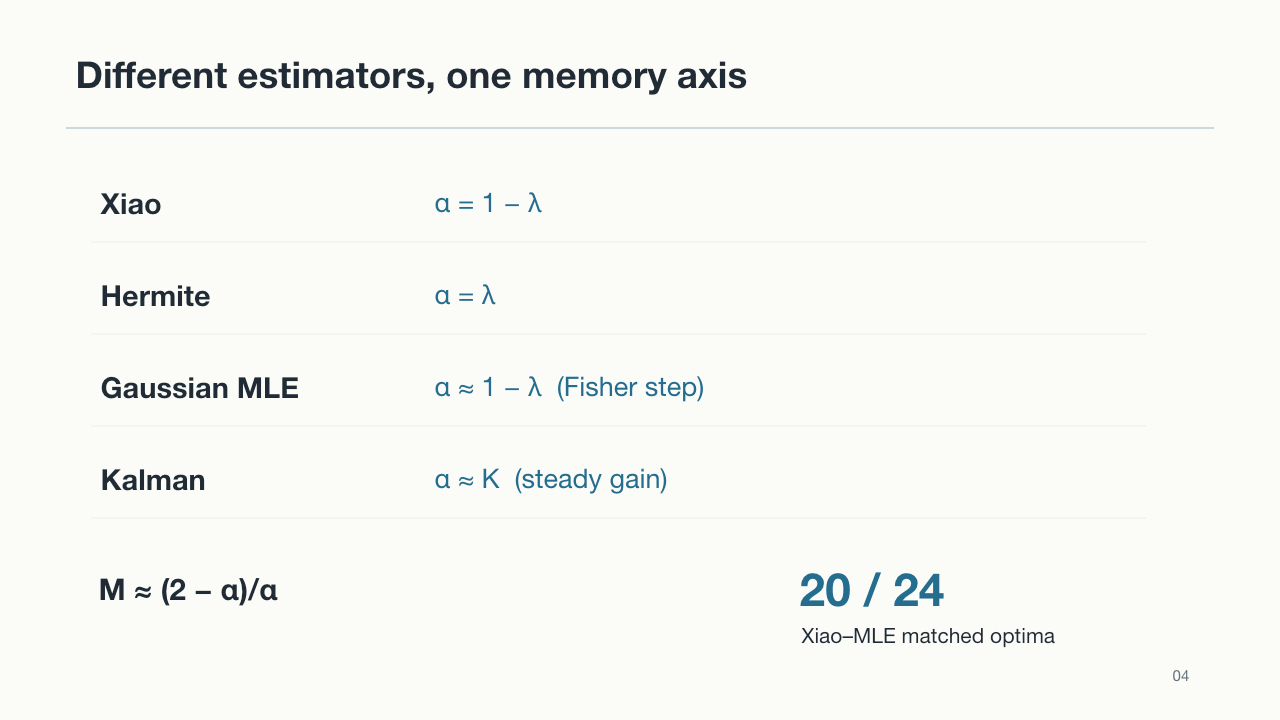 Different estimators, one memory axis
Xiao
α = 1 − λ
Hermite
α = λ
Gaussian MLE
α ≈ 1 − λ (Fisher step)
Kalman
α ≈ K (steady gain)
M ≈ (2 − α)/α
20 / 24
Xiao–MLE matched optima
04